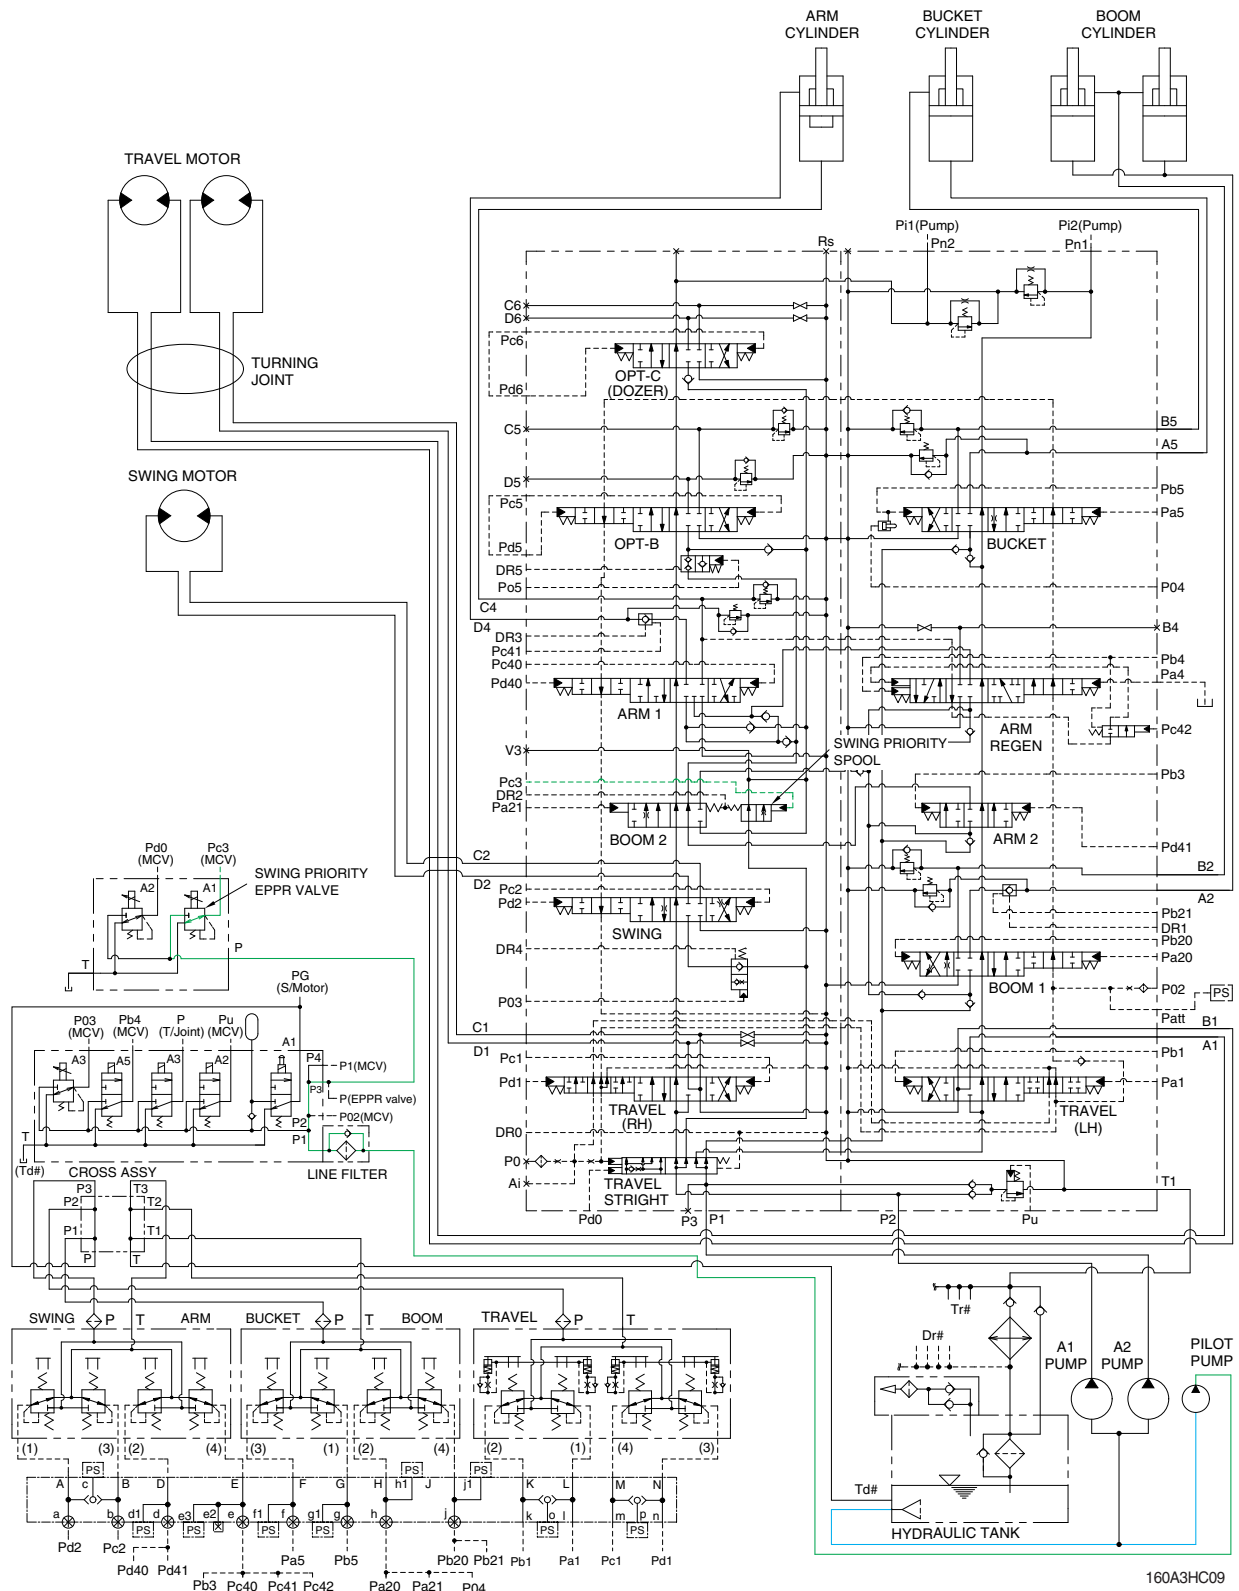 ARM
CYLINDER
BUCKET
CYLINDER
BOOM
CYLINDER
TRAVEL MOTOR
TURNING
JOINT
SWING MOTOR
Pi1(Pump)
Pi2(Pump)
Rs
Pn2
Pn1
C6
D6
Pc6
Pd6
OPT-C
(DOZER)
C5
B5
A5
D5
Pc5
Pb5
Pa5
OPT-B
BUCKET
Pd5
DR5
Po5
P04
C4
D4
B4
DR3
Pc41
Pc40
Pb4
Pa4
Pd40
ARM 1
ARM
REGEN
Pc42
V3
SWING PRIORITY
SPOOL
Pc3
DR2
Pa21
Pb3
BOOM 2
ARM 2
Pd41
Pd0
(MCV)
Pc3
(MCV)
SWING PRIORITY
EPPR VALVE
A2
A1
P
T
C2
B2
D2
Pc2
Pd2
A2
SWING
Pb21
DR1
Pb20
Pa20
DR4
BOOM 1
P03
P02
PS
Patt
PG
(S/Motor)
P03
(MCV)
Pb4
(MCV)
P
(T/Joint)
Pu
(MCV)
A3
A5
A3
A2
A1
P4
P1(MCV)
P3
P(EPPR valve)
P2
P02(MCV)
P1
T
(Td#)
LINE FILTER
C1
B1
D1
A1
Pc1
Pb1
Pd1
Pa1
TRAVEL
(RH)
TRAVEL
(LH)
DR0
P0
Ai
TRAVEL
STRIGHT
T1
Pd0
P3
P1
P2
Pu
CROSS ASSY
P3
T3
P2
T2
P1
T1
P
T
Tr#
Dr#
A1
PUMP
A2
PUMP
PILOT
PUMP
Td#
HYDRAULIC TANK
SWING
P
T
ARM
BUCKET
P
T
BOOM
TRAVEL
P
T
(1)
(3)
(2)
(4)
(3)
(1)
(2)
(4)
(2)
(1)
(4)
(3)
PS
PS
PS
A
c
B
D
E
F
G
H
h1
J
j1
K
L
M
N
a
b
d1
d
e3
e2
e
f1
f
g1
g
h
j
k
o
l
m
p
n
PS
PS
PS
PS
PS
PS
Pd2
Pc2
Pd40
Pd41
Pb3
Pc40
Pc41
Pc42
Pa5
Pb5
Pa20
Pa21
P04
Pb20
Pb21
Pb1
Pa1
Pc1
Pd1
160A3HC09